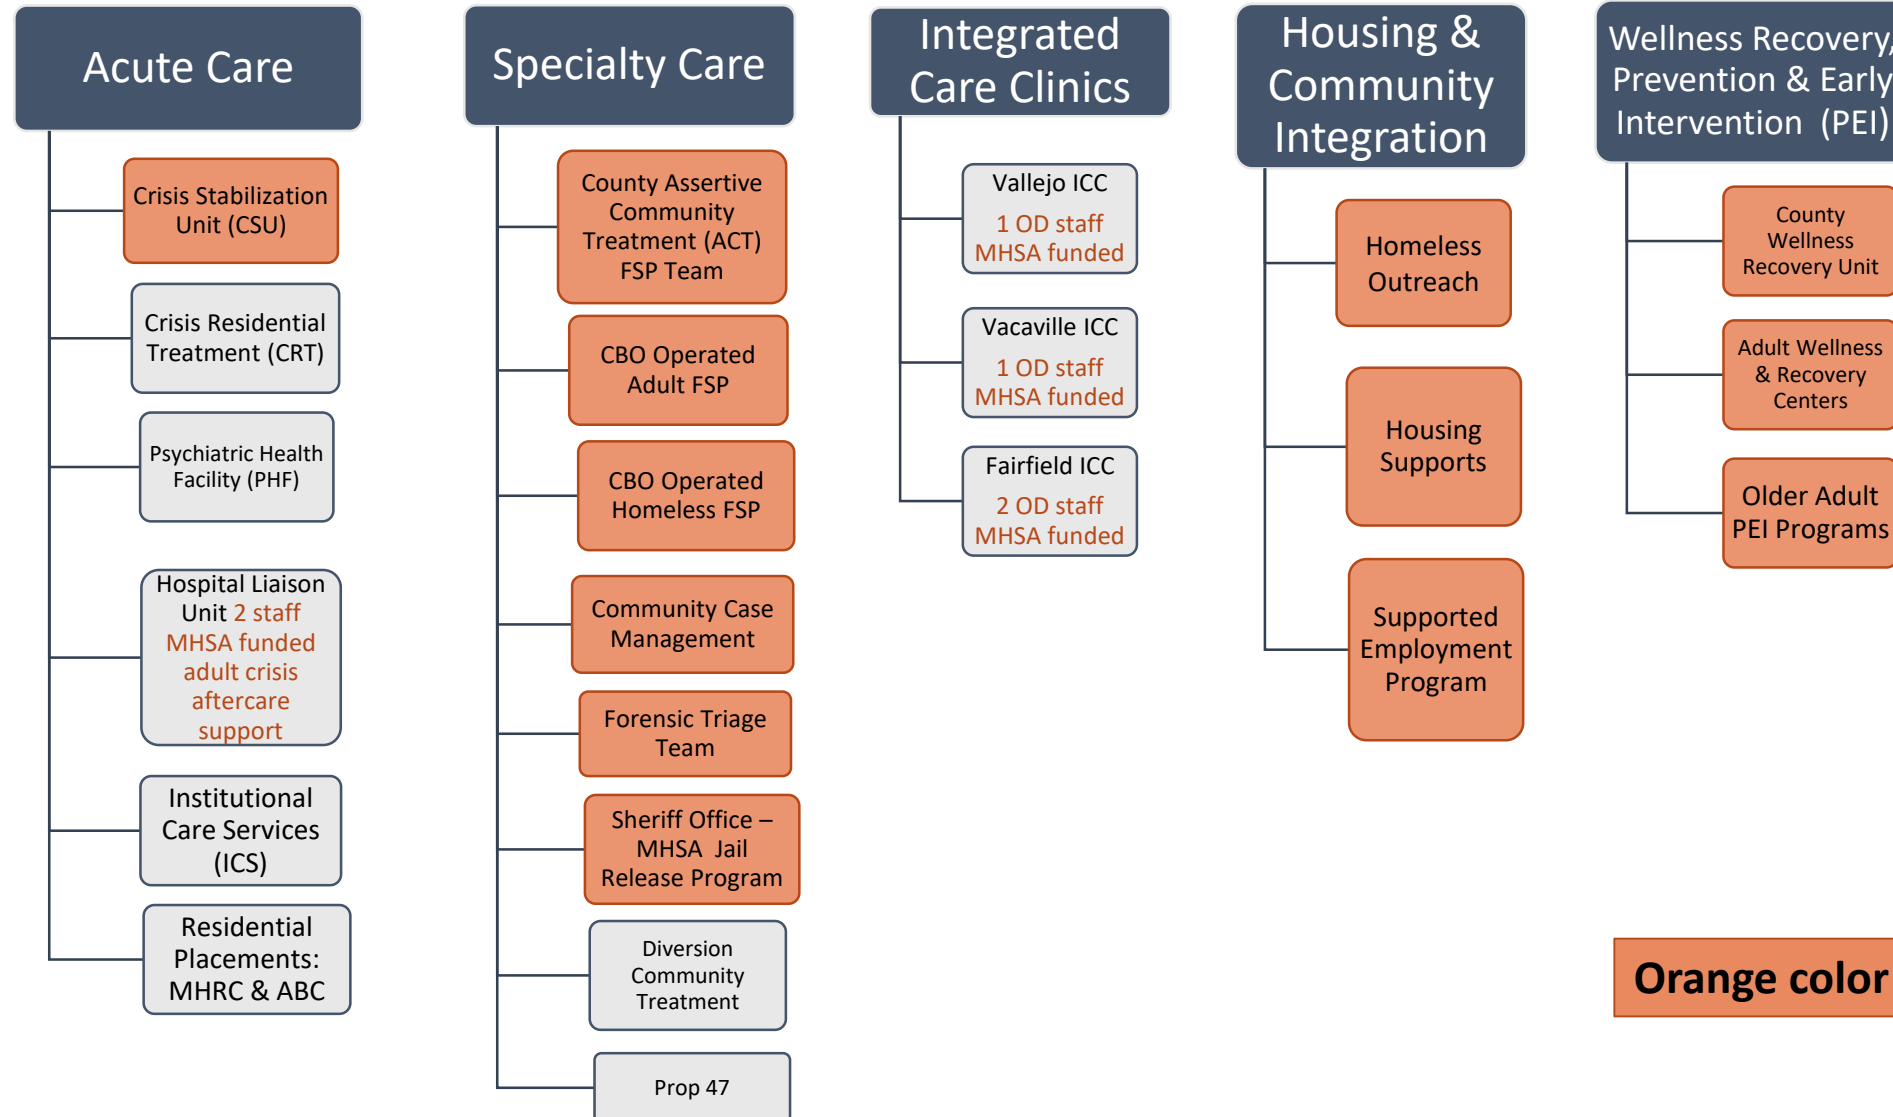 Acute Care
Crisis Stabilization
Unit (CSU)
Crisis Residential
Treatment (CRT)
Psychiatric Health
Facility (PHF)
Hospital Liaison
Unit 2 staff
MHSA funded
adult crisis
aftercare
support
Institutional
Care Services
(ICS)
Residential
Placements:
MHRC & ABC
Specialty Care
County Assertive
Community
Treatment (ACT)
FSP Team
CBO Operated
Adult FSP
CBO Operated
Homeless FSP
Community Case
Management
Forensic Triage
Team
Sheriff Office –
MHSA Jail
Release Program
Diversion
Community
Treatment
Prop 47
Integrated
Care Clinics
Vallejo ICC
1 OD staff
MHSA funded
Vacaville ICC
1 OD staff
MHSA funded
Fairfield ICC
2 OD staff
MHSA funded
Housing &
Community
Integration
Homeless
Outreach
Housing
Supports
Supported
Employment
Program
Wellness Recovery,
Prevention & Early
Intervention (PEI)
County
Wellness
Recovery Unit
Adult Wellness
& Recovery
Centers
Older Adult
PEI Programs
Orange color